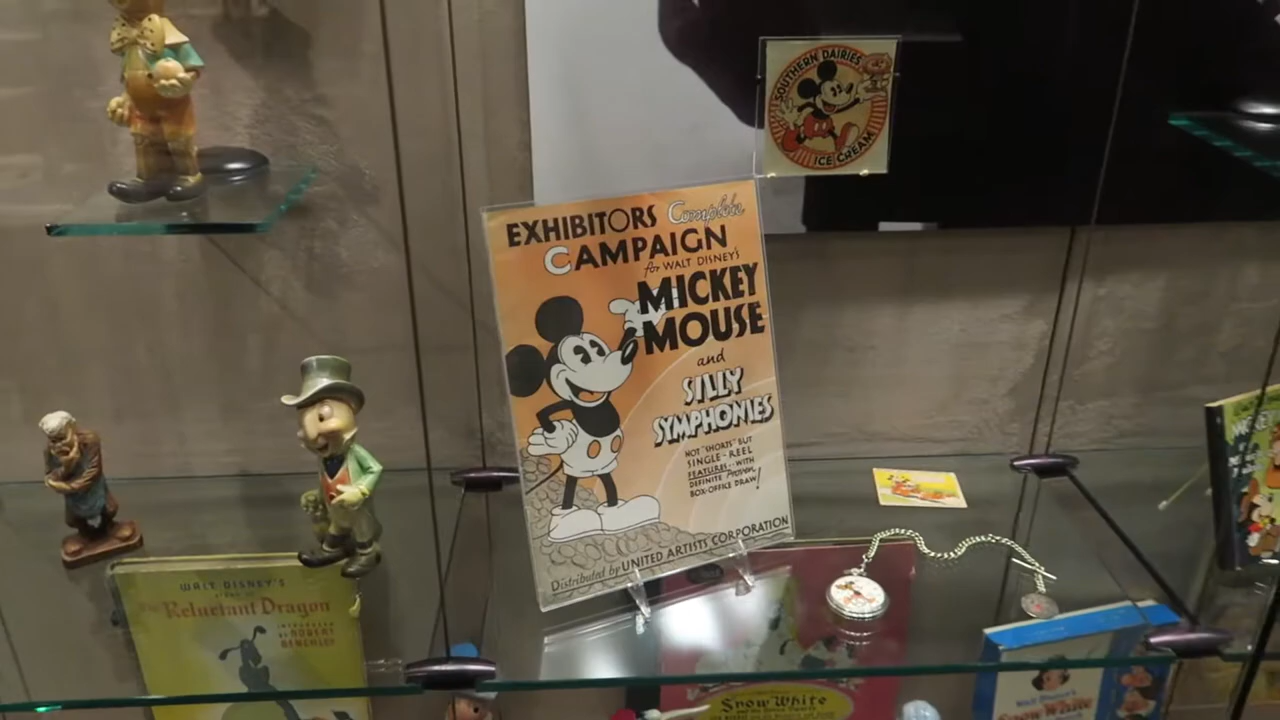 SOUTHERN DAIRIES
ICE CREAM
EXHIBITORS Complete
CAMPAIGN
for WALT DISNEY'S
MICKEY
MOUSE
and
SILLY
SYMPHONIES
NOT "SHORTS" BUT
SINGLE-REEL
FEATURES-- WITH
DEFINITE Proven
BOX-OFFICE DRAW!
Distributed by UNITED ARTISTS CORPORATION
WALT DISNEY'S
The Reluctant Dragon
ROBERT
BENCHLEY
Snow White
Walt Disney's
Snow White